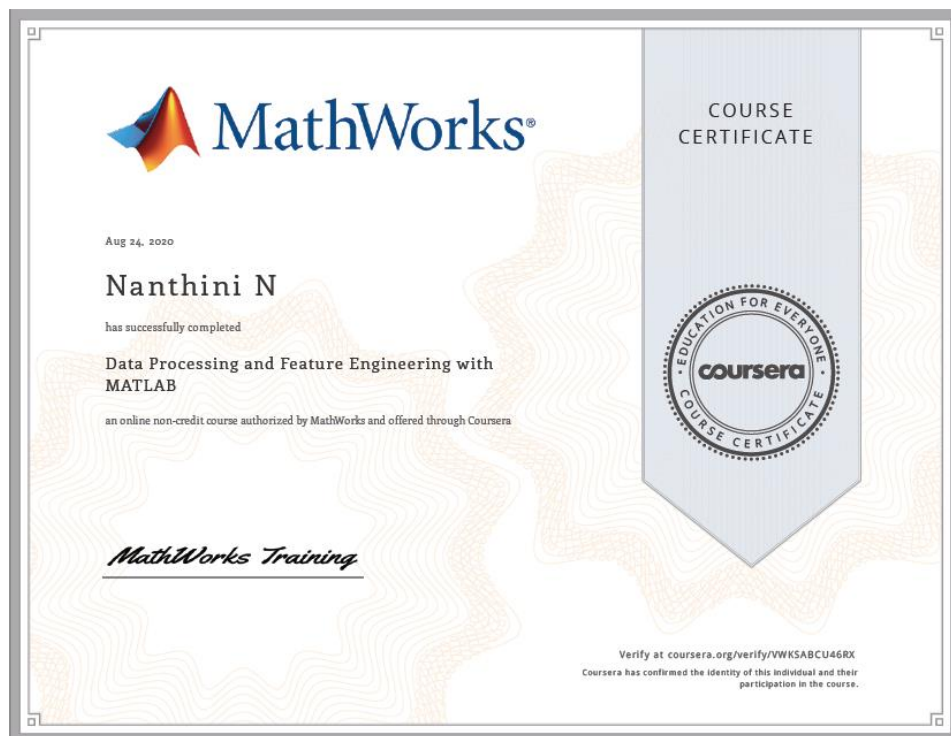 MathWorks®
COURSE
CERTIFICATE
Aug 24, 2020
Nanthini N
has successfully completed
Data Processing and Feature Engineering with
MATLAB
an online non-credit course authorized by MathWorks and offered through Coursera
EDUCATION FOR EVERYONE
coursera
COURSE CERTIFICATE
MathWorks Training
Verify at coursera.org/verify/VWKSABCU46RX
Coursera has confirmed the identity of this individual and their
participation in the course.